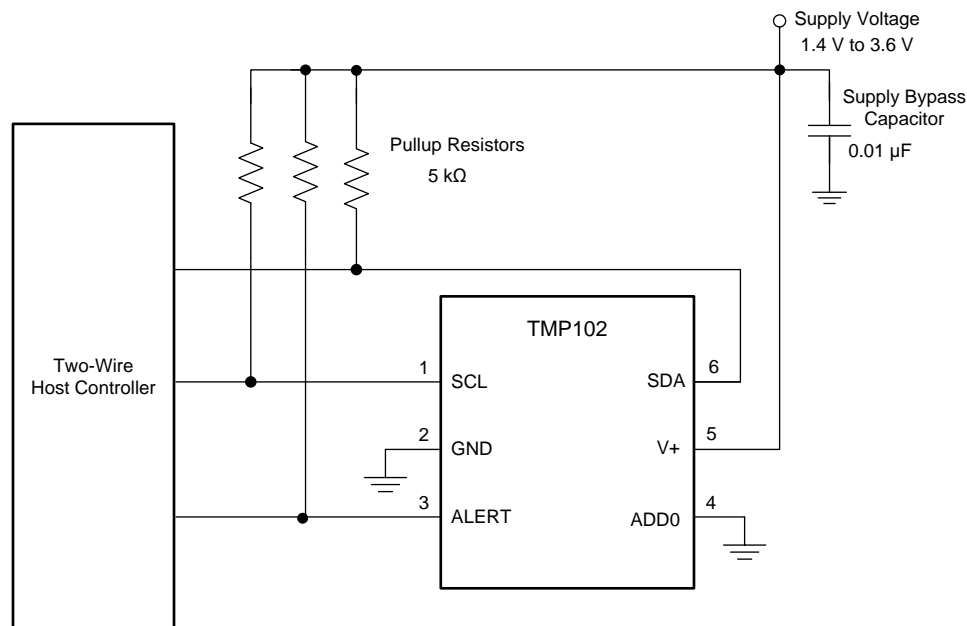 Supply Voltage
1.4 V to 3.6 V
Supply Bypass
Capacitor
0.01 µF
Pullup Resistors
5 kΩ
Two-Wire
Host Controller
TMP102
1
SCL
SDA
6
2
GND
V+
5
3
ALERT
ADD0
4